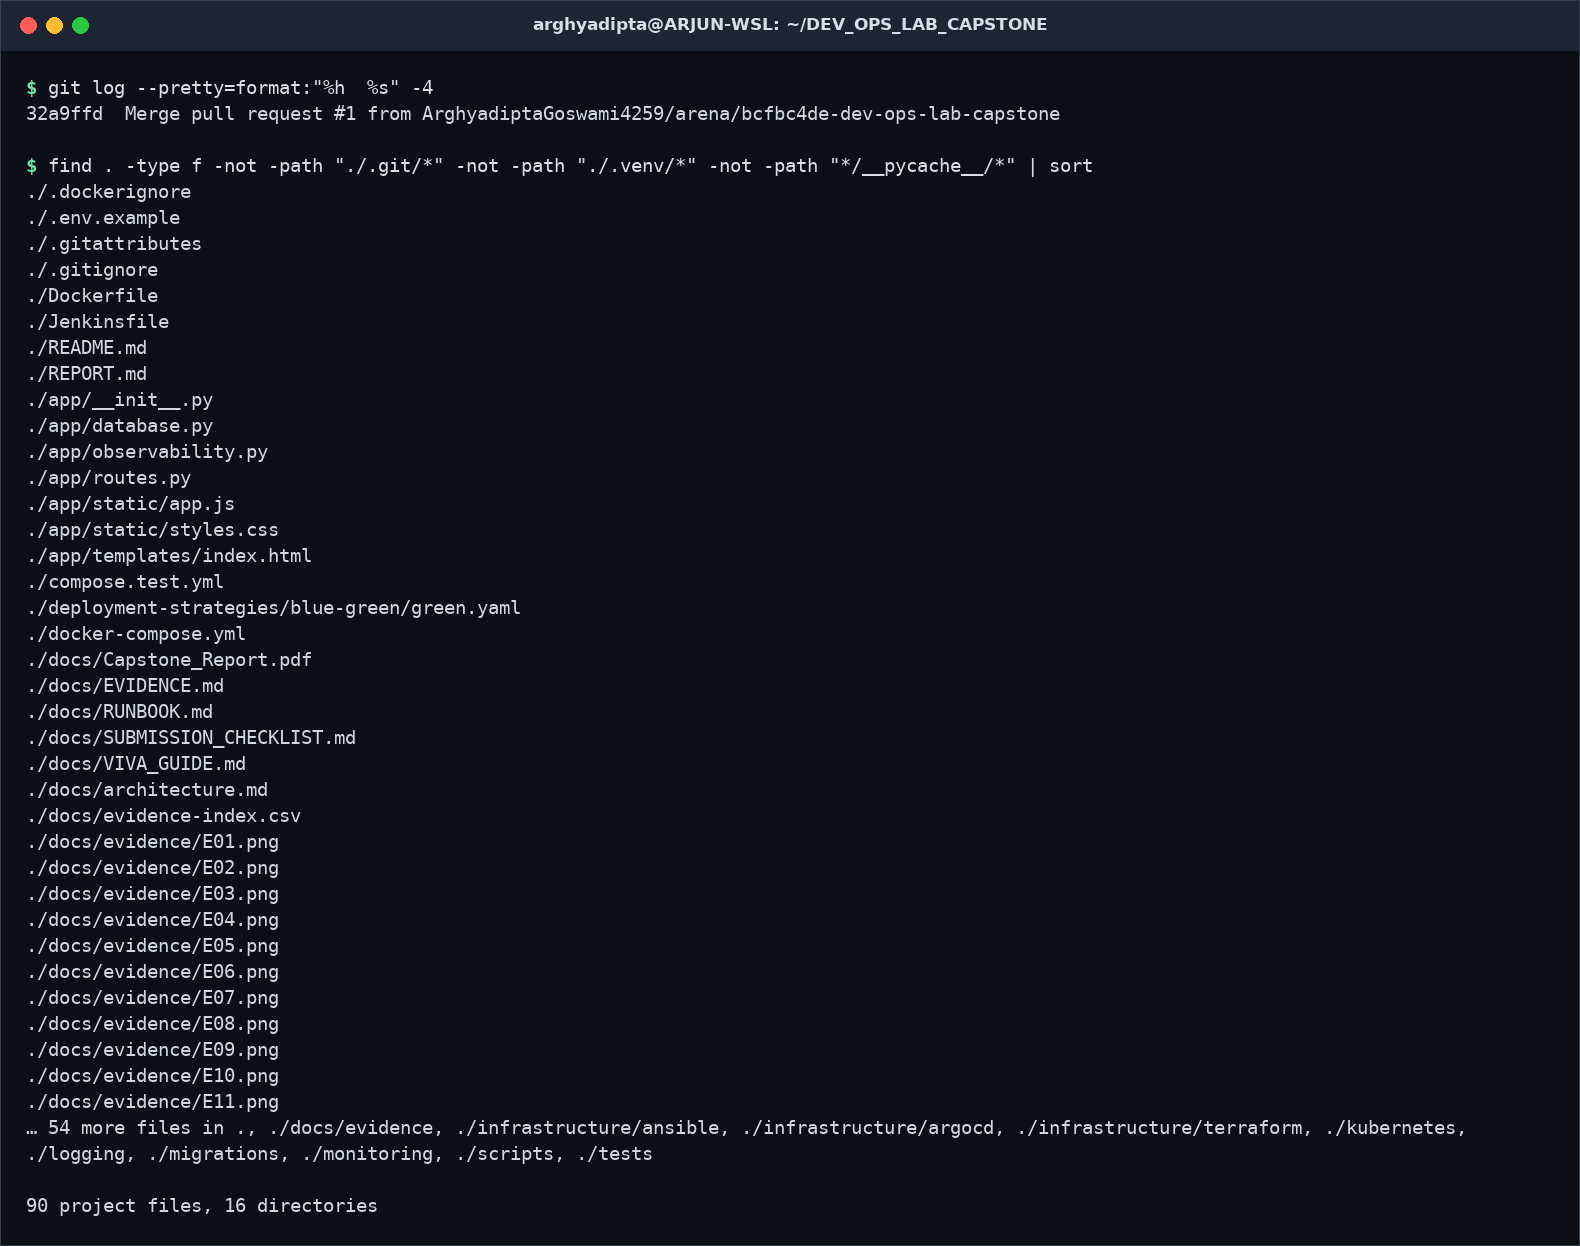 arghyadipta@ARJUN-WSL: ~/DEV_OPS_LAB_CAPSTONE
$ git log --pretty=format:"%h  %s" -4
32a9ffd  Merge pull request #1 from ArghyadiptaGoswami4259/arena/bcfbc4de-dev-ops-lab-capstone
$ find . -type f -not -path "./.git/*" -not -path "./.venv/*" -not -path "*/__pycache__/*" | sort
./.dockerignore
./.env.example
./.gitattributes
./.gitignore
./Dockerfile
./Jenkinsfile
./README.md
./REPORT.md
./app/__init__.py
./app/database.py
./app/observability.py
./app/routes.py
./app/static/app.js
./app/static/styles.css
./app/templates/index.html
./compose.test.yml
./deployment-strategies/blue-green/green.yaml
./docker-compose.yml
./docs/Capstone_Report.pdf
./docs/EVIDENCE.md
./docs/RUNBOOK.md
./docs/SUBMISSION_CHECKLIST.md
./docs/VIVA_GUIDE.md
./docs/architecture.md
./docs/evidence-index.csv
./docs/evidence/E01.png
./docs/evidence/E02.png
./docs/evidence/E03.png
./docs/evidence/E04.png
./docs/evidence/E05.png
./docs/evidence/E06.png
./docs/evidence/E07.png
./docs/evidence/E08.png
./docs/evidence/E09.png
./docs/evidence/E10.png
./docs/evidence/E11.png
… 54 more files in ., ./docs/evidence, ./infrastructure/ansible, ./infrastructure/argocd, ./infrastructure/terraform, ./kubernetes,
./logging, ./migrations, ./monitoring, ./scripts, ./tests
90 project files, 16 directories